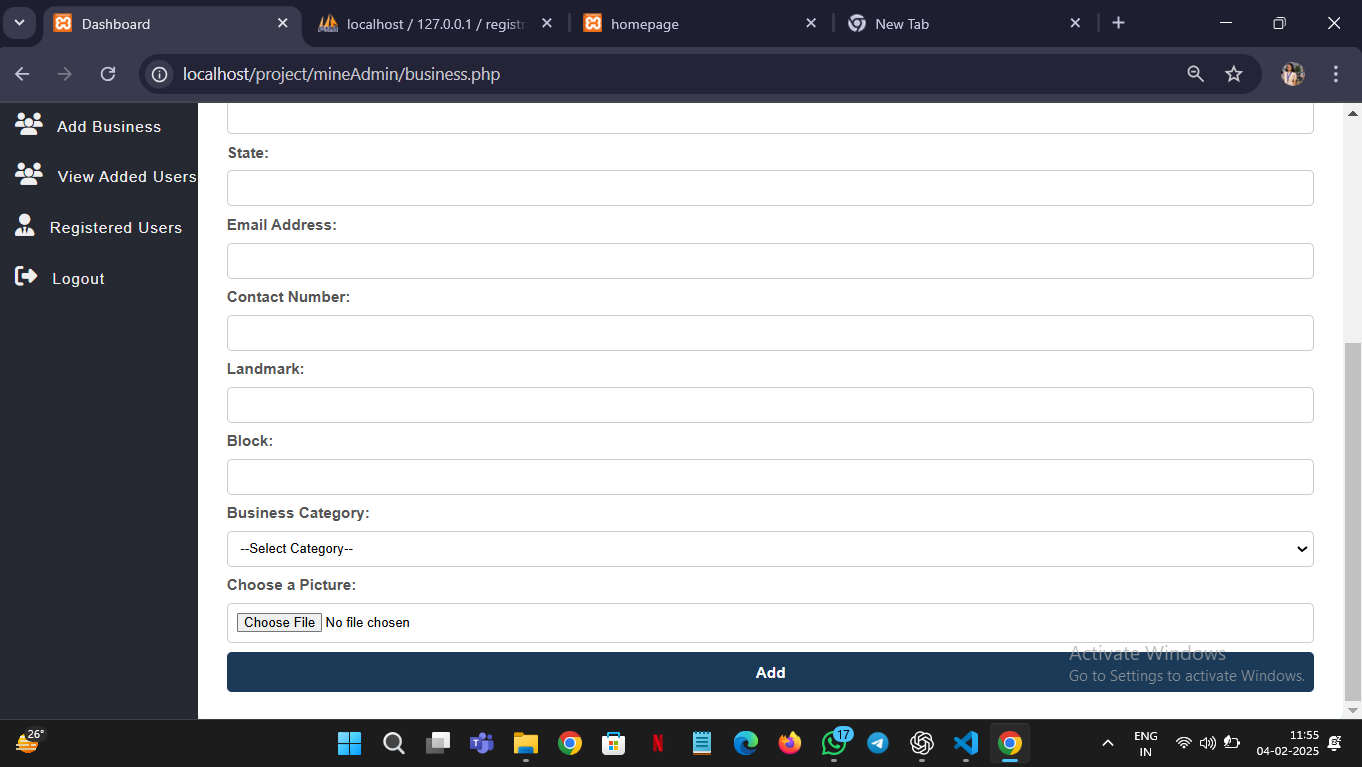 Dashboard
localhost / 127.0.0.1 / registr
homepage
New Tab
localhost/project/mineAdmin/business.php
Add Business
View Added Users
Registered Users
Logout
State:
Email Address:
Contact Number:
Landmark:
Block:
Business Category:
--Select Category--
Choose a Picture:
Choose File No file chosen
Add
Activate Windows
Go to Settings to activate Windows.
26°
17
ENG
IN
11:55
04-02-2025